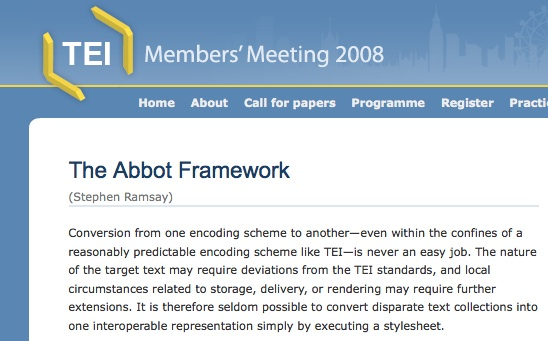 TEI Members' Meeting 2008
Home About Call for papers Programme Register
The Abbot Framework
(Stephen Ramsay)
Conversion from one encoding scheme to another—even within the confines of a
reasonably predictable encoding scheme like TEI—is never an easy job. The nature
of the target text may require deviations from the TEI standards, and local
circumstances related to storage, delivery, or rendering may require further
extensions. It is therefore seldom possible to convert disparate text collections into
one interoperable representation simply by executing a stylesheet.